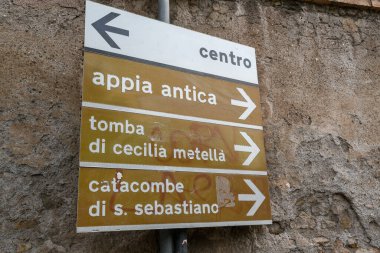 centro
appia antica
tomba
di cecilia metella
catacombe
di s. sebastiano